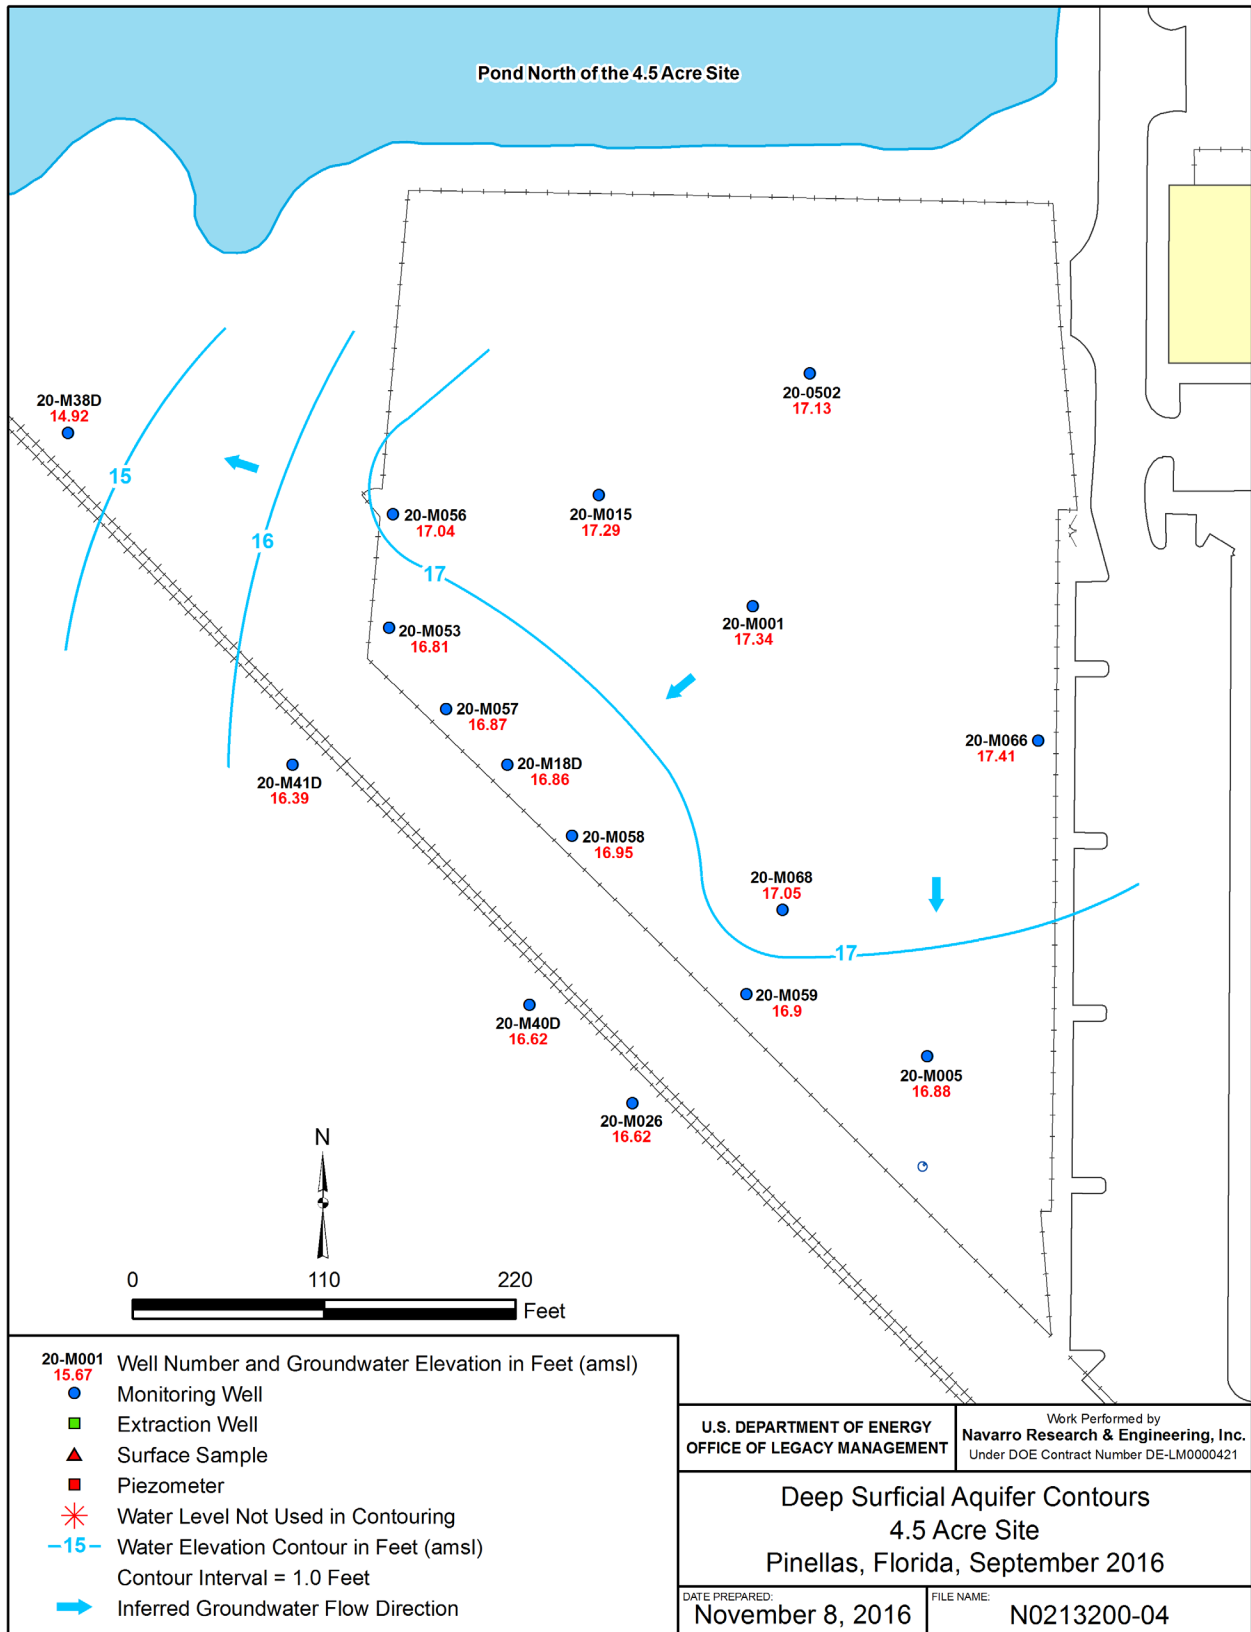 Pond North of the 4.5 Acre Site
20-0502
17.13
20-M38D
14.92
15
20-M015
17.29
20-M056
17.04
16
17
20-M001
17.34
20-M053
16.81
20-M057
16.87
20-M066
17.41
20-M18D
16.86
20-M41D
16.39
20-M058
16.95
20-M068
17.05
17
20-M059
16.9
20-M40D
16.62
20-M005
16.88
20-M026
16.62
N
0 110 220
Feet
20-M001
15.67
Well Number and Groundwater Elevation in Feet (amsl)
Monitoring Well
Extraction Well
Surface Sample
Piezometer
Water Level Not Used in Contouring
15 Water Elevation Contour in Feet (amsl)
Contour Interval = 1.0 Feet
Inferred Groundwater Flow Direction
U.S. DEPARTMENT OF ENERGY
OFFICE OF LEGACY MANAGEMENT
Work Performed by
Navarro Research & Engineering, Inc.
Under DOE Contract Number DE-LM0000421
Deep Surficial Aquifer Contours
4.5 Acre Site
Pinellas, Florida, September 2016
DATE PREPARED:
November 8, 2016
FILE NAME:
N0213200-04